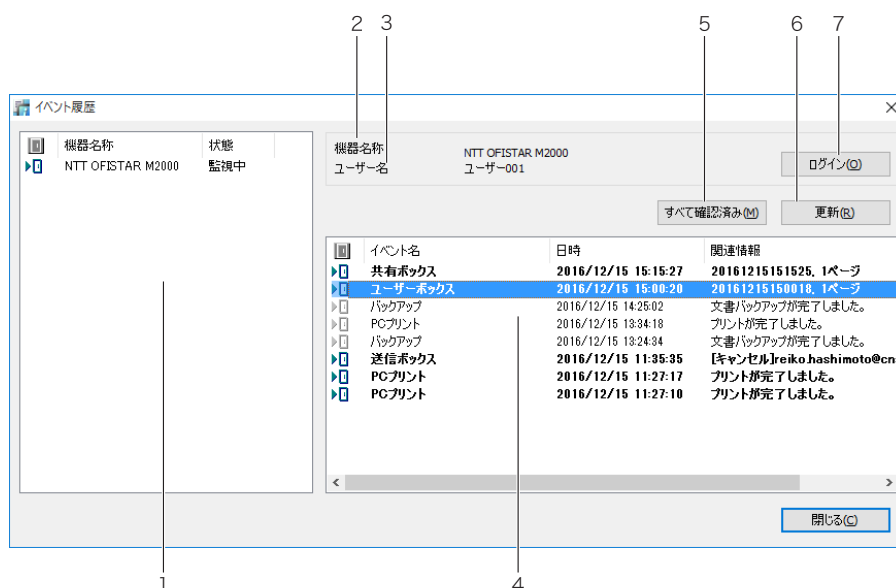 2 3 5 6 7
イベント履歴
機器名称 状態
NTT OFISTAR M2000 監視中
機器名称 NTT OFISTAR M2000
ユーザー名 ユーザー001
ログイン(O)
すべて確認済み(M) 更新(R)
イベント名 日時 関連情報
共有ボックス 2016/12/15 15:15:27 20161215151525, 1ページ
ユーザーボックス 2016/12/15 15:00:20 20161215150018, 1ページ
バックアップ 2016/12/15 14:25:02 文書バックアップが完了しました。
PCプリント 2016/12/15 13:34:18 プリントが完了しました。
バックアップ 2016/12/15 13:24:34 文書バックアップが完了しました。
送信ボックス 2016/12/15 11:35:35 [キャンセル]reiko.hashimoto@cn
PCプリント 2016/12/15 11:27:17 プリントが完了しました。
PCプリント 2016/12/15 11:27:10 プリントが完了しました。
閉じる(C)
1 4